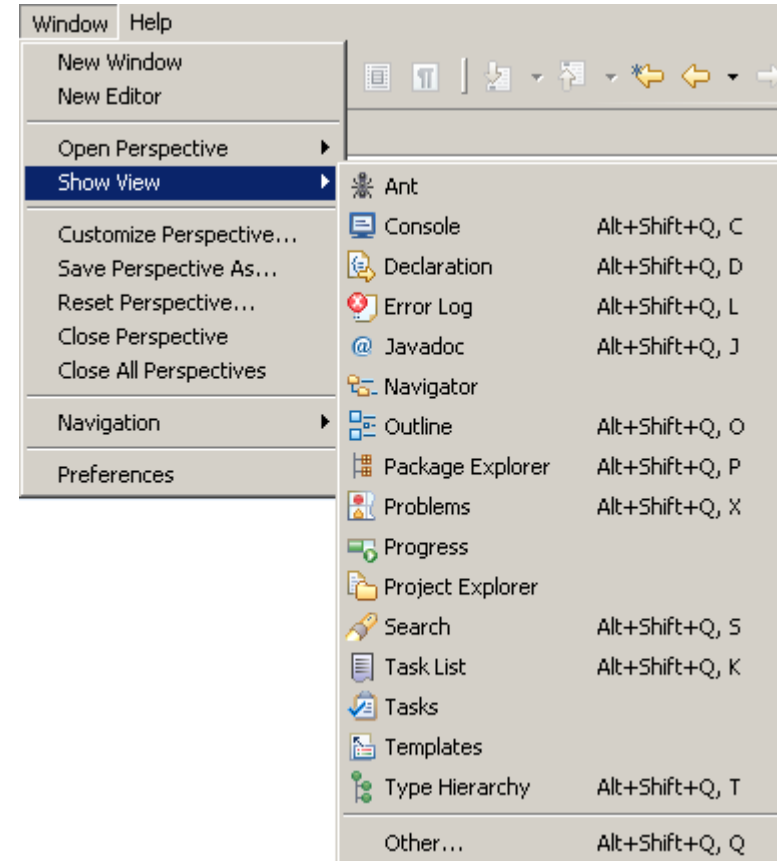 Window Help
New Window
New Editor
Open Perspective
Show View
Customize Perspective...
Save Perspective As...
Reset Perspective...
Close Perspective
Close All Perspectives
Navigation
Preferences
Ant
Console Alt+Shift+Q, C
Declaration Alt+Shift+Q, D
Error Log Alt+Shift+Q, L
Javadoc Alt+Shift+Q, J
Navigator
Outline Alt+Shift+Q, O
Package Explorer Alt+Shift+Q, P
Problems Alt+Shift+Q, X
Progress
Project Explorer
Search Alt+Shift+Q, S
Task List Alt+Shift+Q, K
Tasks
Templates
Type Hierarchy Alt+Shift+Q, T
Other... Alt+Shift+Q, Q